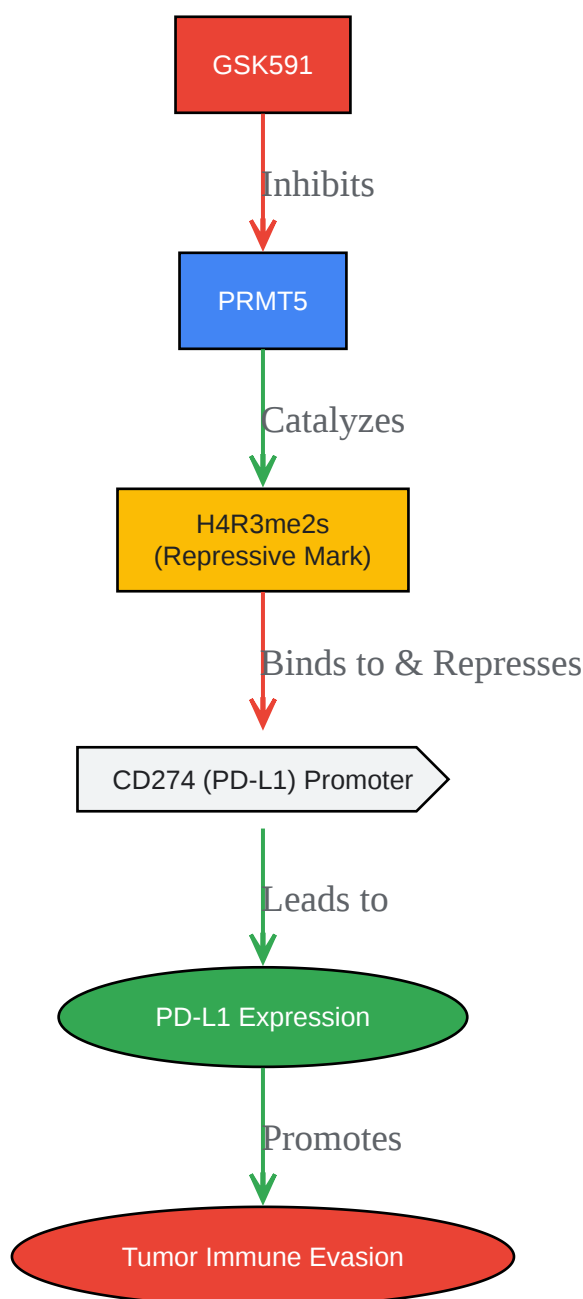 GSK591
Inhibits
PRMT5
Catalyzes
H4R3me2s
(Repressive Mark)
Binds to & Represses
CD274 (PD-L1) Promoter
Leads to
PD-L1 Expression
Promotes
Tumor Immune Evasion